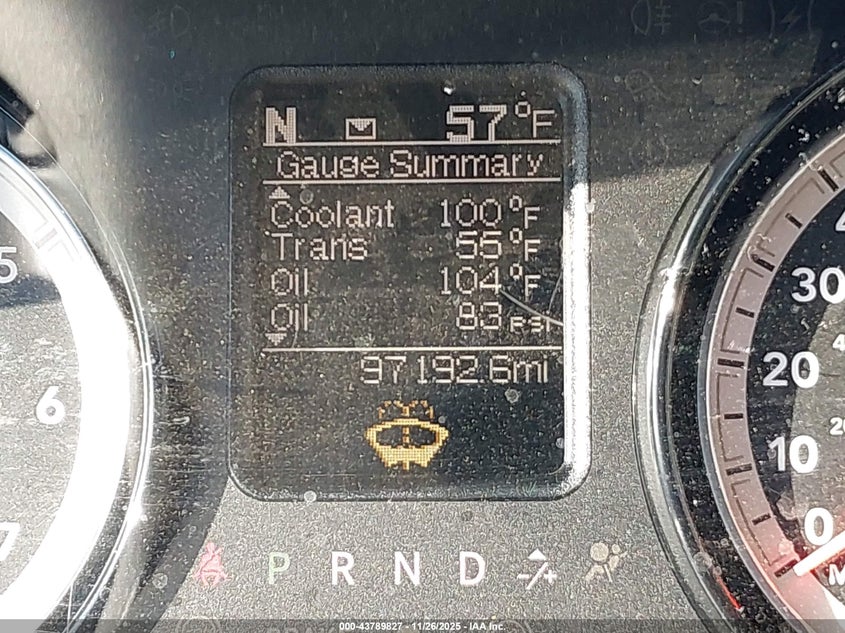 N 57°F
Gauge Summary
Coolant 100°F
Trans 55°F
Oil 104°F
Oil 83 PSI
97192.6mi
P R N D -/+
5
6
7
30
20
10
0
000-43789827 - 11/26/2025 - IAA Inc.